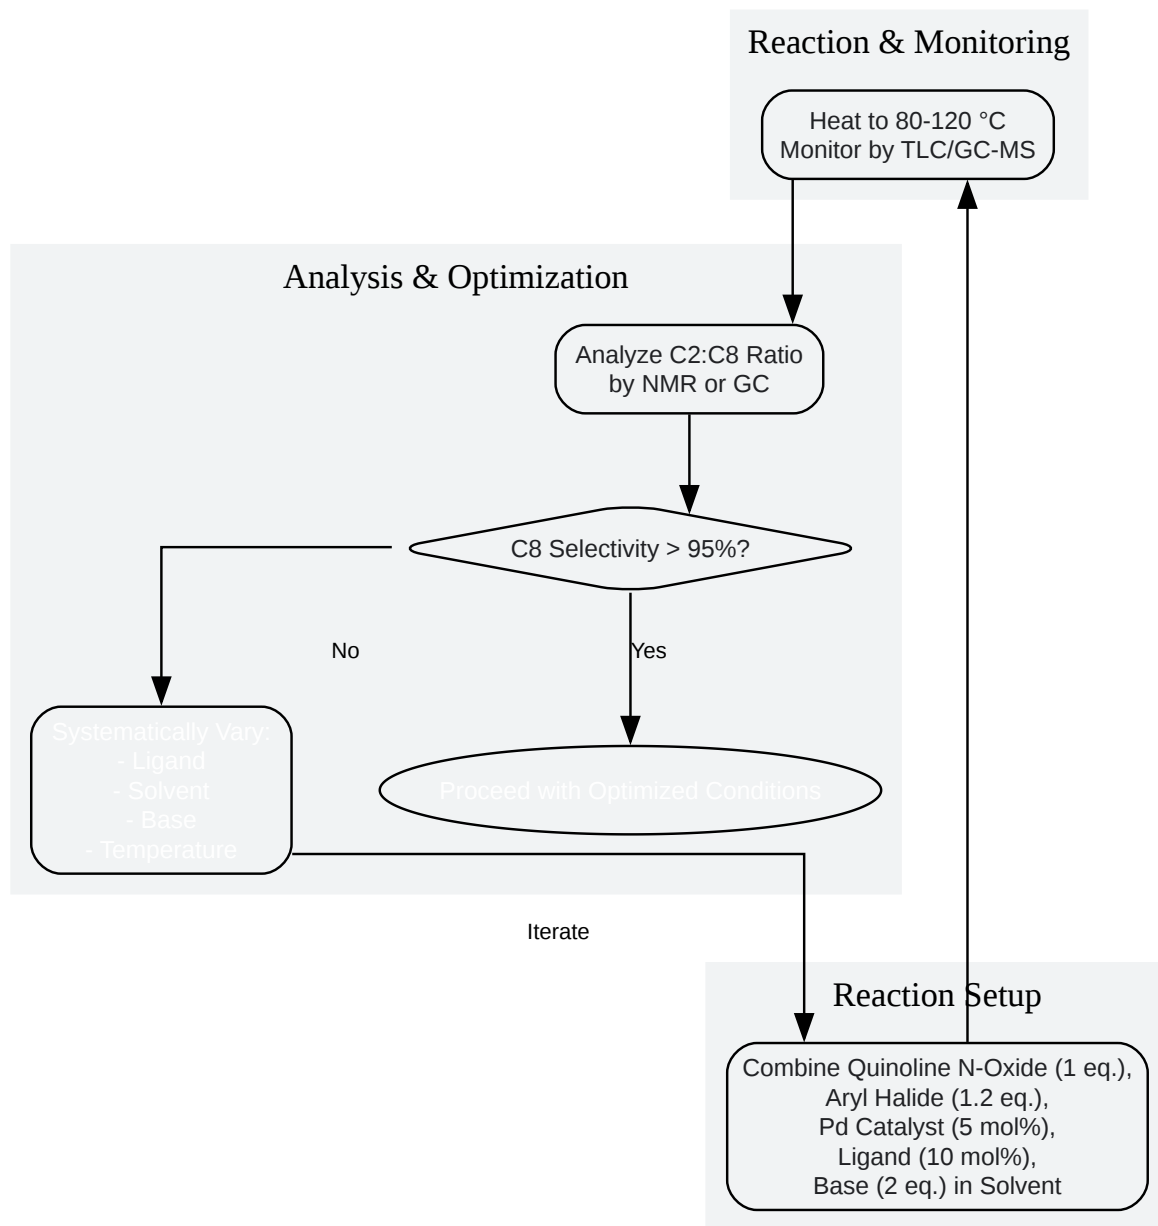 Reaction & Monitoring
Heat to 80-120 °C
Monitor by TLC/GC-MS
Analysis & Optimization
Analyze C2:C8 Ratio
by NMR or GC
C8 Selectivity > 95%?
No
Yes
Systematically Vary:
- Ligand
- Solvent
- Base
- Temperature
Proceed with Optimized Conditions
Iterate
Reaction Setup
Combine Quinoline N-Oxide (1 eq.),
Aryl Halide (1.2 eq.),
Pd Catalyst (5 mol%),
Ligand (10 mol%),
Base (2 eq.) in Solvent